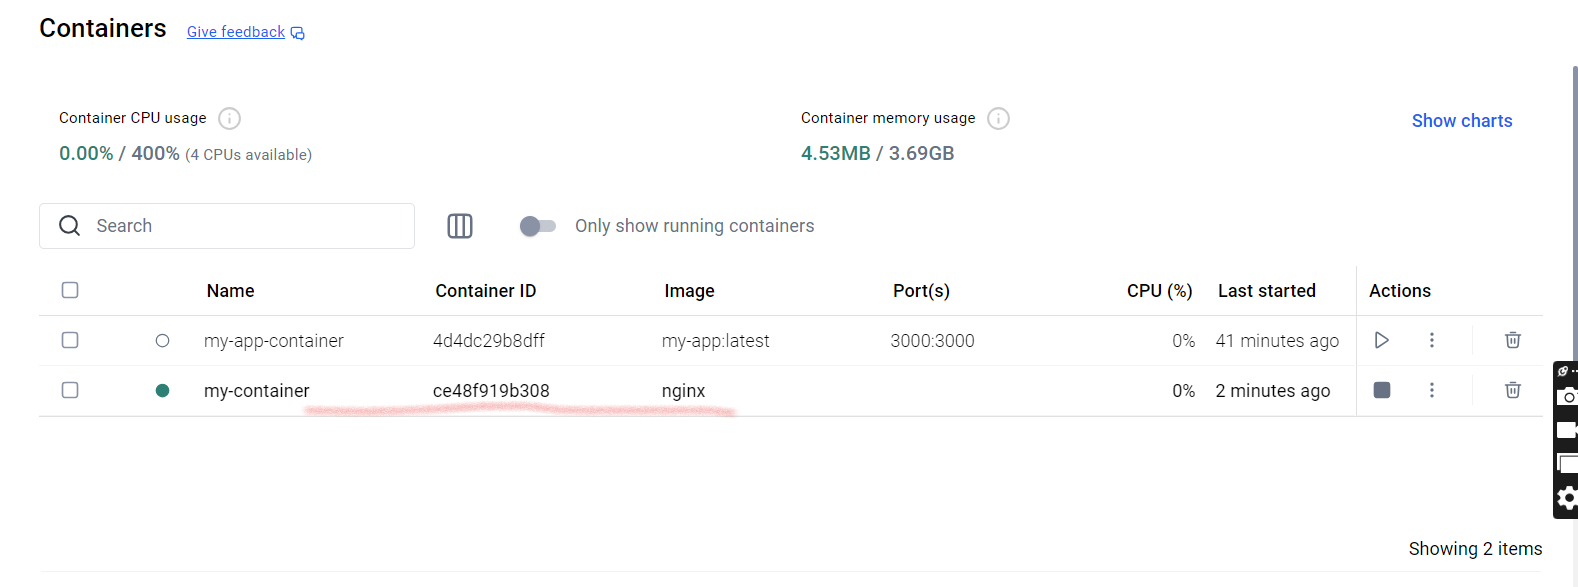 Containers Give feedback
Container CPU usage Container memory usage
Show charts
0.00% / 400% (4 CPUs available) 4.53MB / 3.69GB
Search Only show running containers
Name Container ID Image Port(s) CPU (%) Last started Actions
my-app-container 4d4dc29b8dff my-app:latest 3000:3000 0% 41 minutes ago
my-container ce48f919b308 nginx 0% 2 minutes ago
Showing 2 items